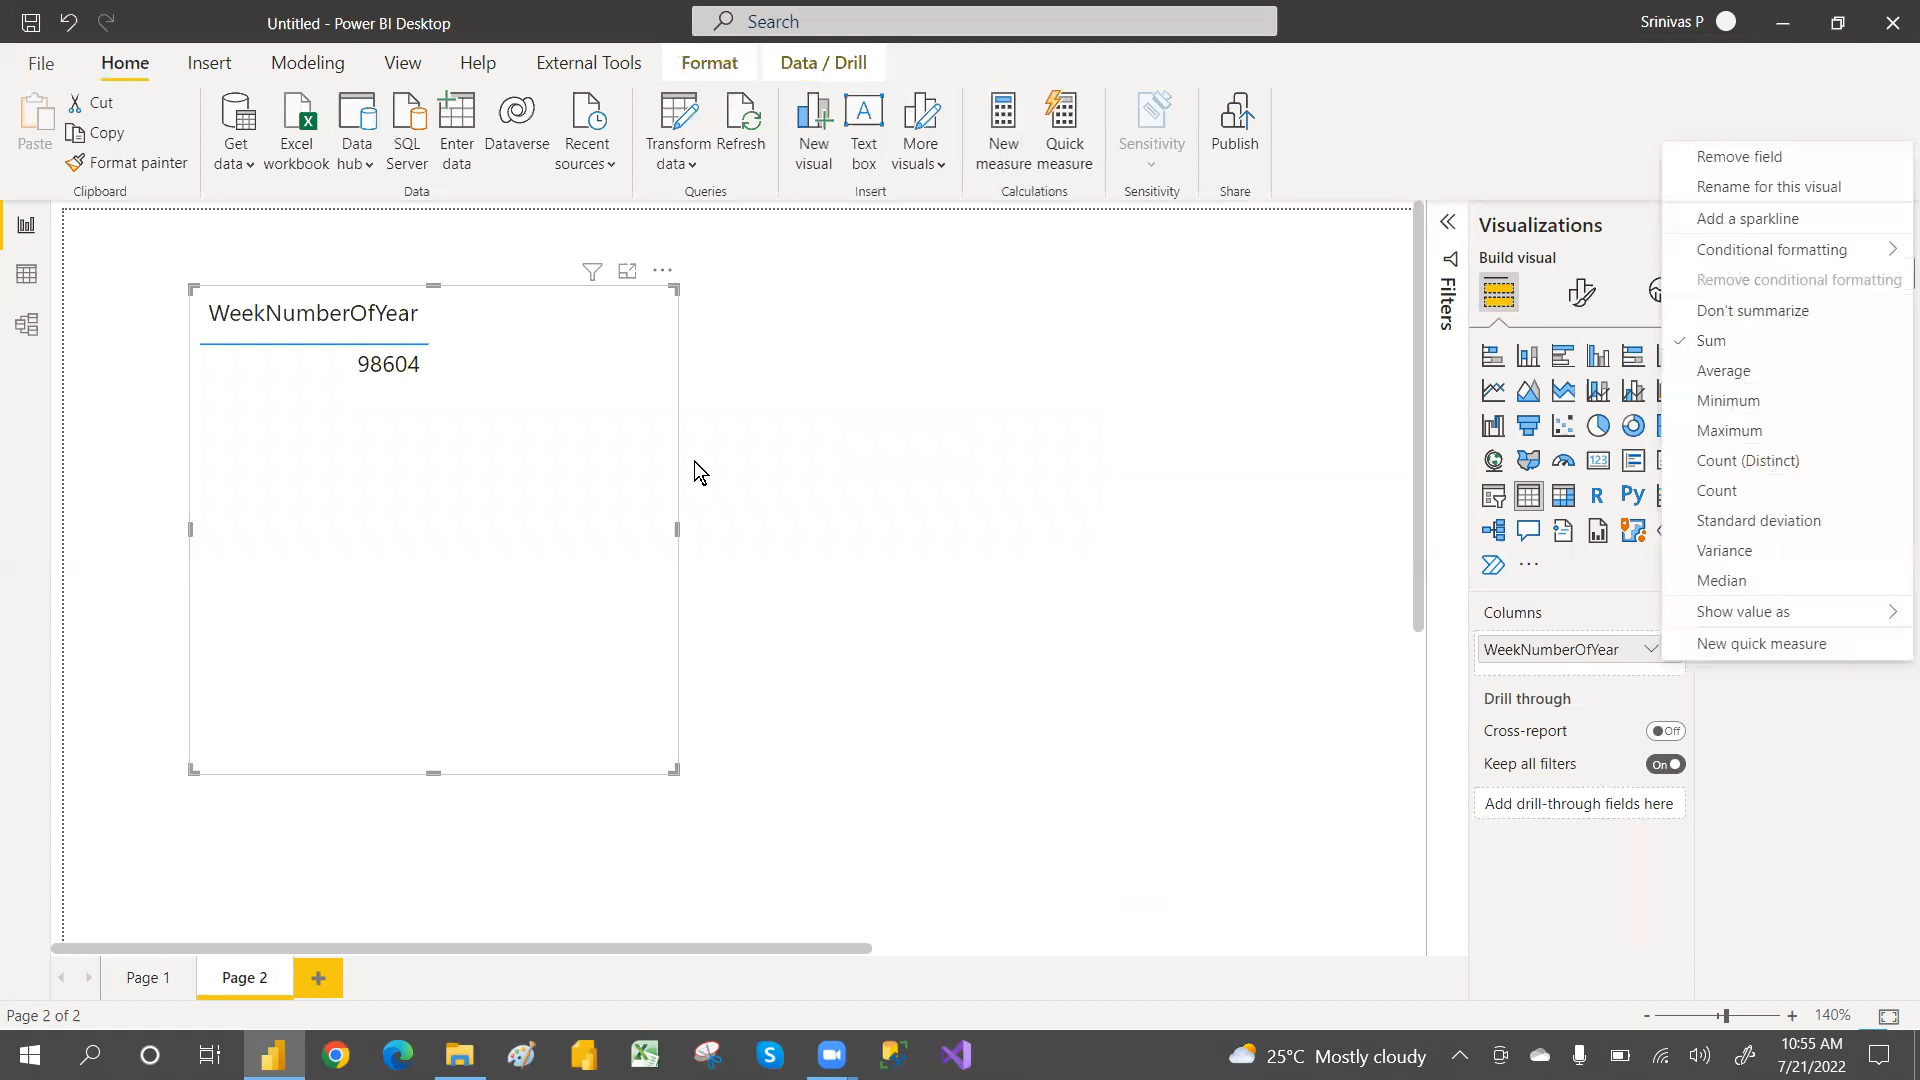 Untitled - Power BI Desktop
Search
Srinivas P
File
Home
Insert
Modeling
View
Help
External Tools
Format
Data / Drill
Paste
Cut
Copy
Format painter
Clipboard
Get data
Excel workbook
Data hub
SQL Server
Enter data
Dataverse
Recent sources
Data
Transform data
Refresh
Queries
New visual
Text box
More visuals
Insert
New measure
Quick measure
Calculations
Sensitivity
Sensitivity
Publish
Share
WeekNumberOfYear
98604
Filters
Visualizations
Build visual
123
R
Py
Columns
WeekNumberOfYear
Drill through
Cross-report
Off
Keep all filters
On
Add drill-through fields here
Remove field
Rename for this visual
Add a sparkline
Conditional formatting
Remove conditional formatting
Don't summarize
Sum
Average
Minimum
Maximum
Count (Distinct)
Count
Standard deviation
Variance
Median
Show value as
New quick measure
Page 1
Page 2
Page 2 of 2
- + 140%
25°C Mostly cloudy
10:55 AM
7/21/2022